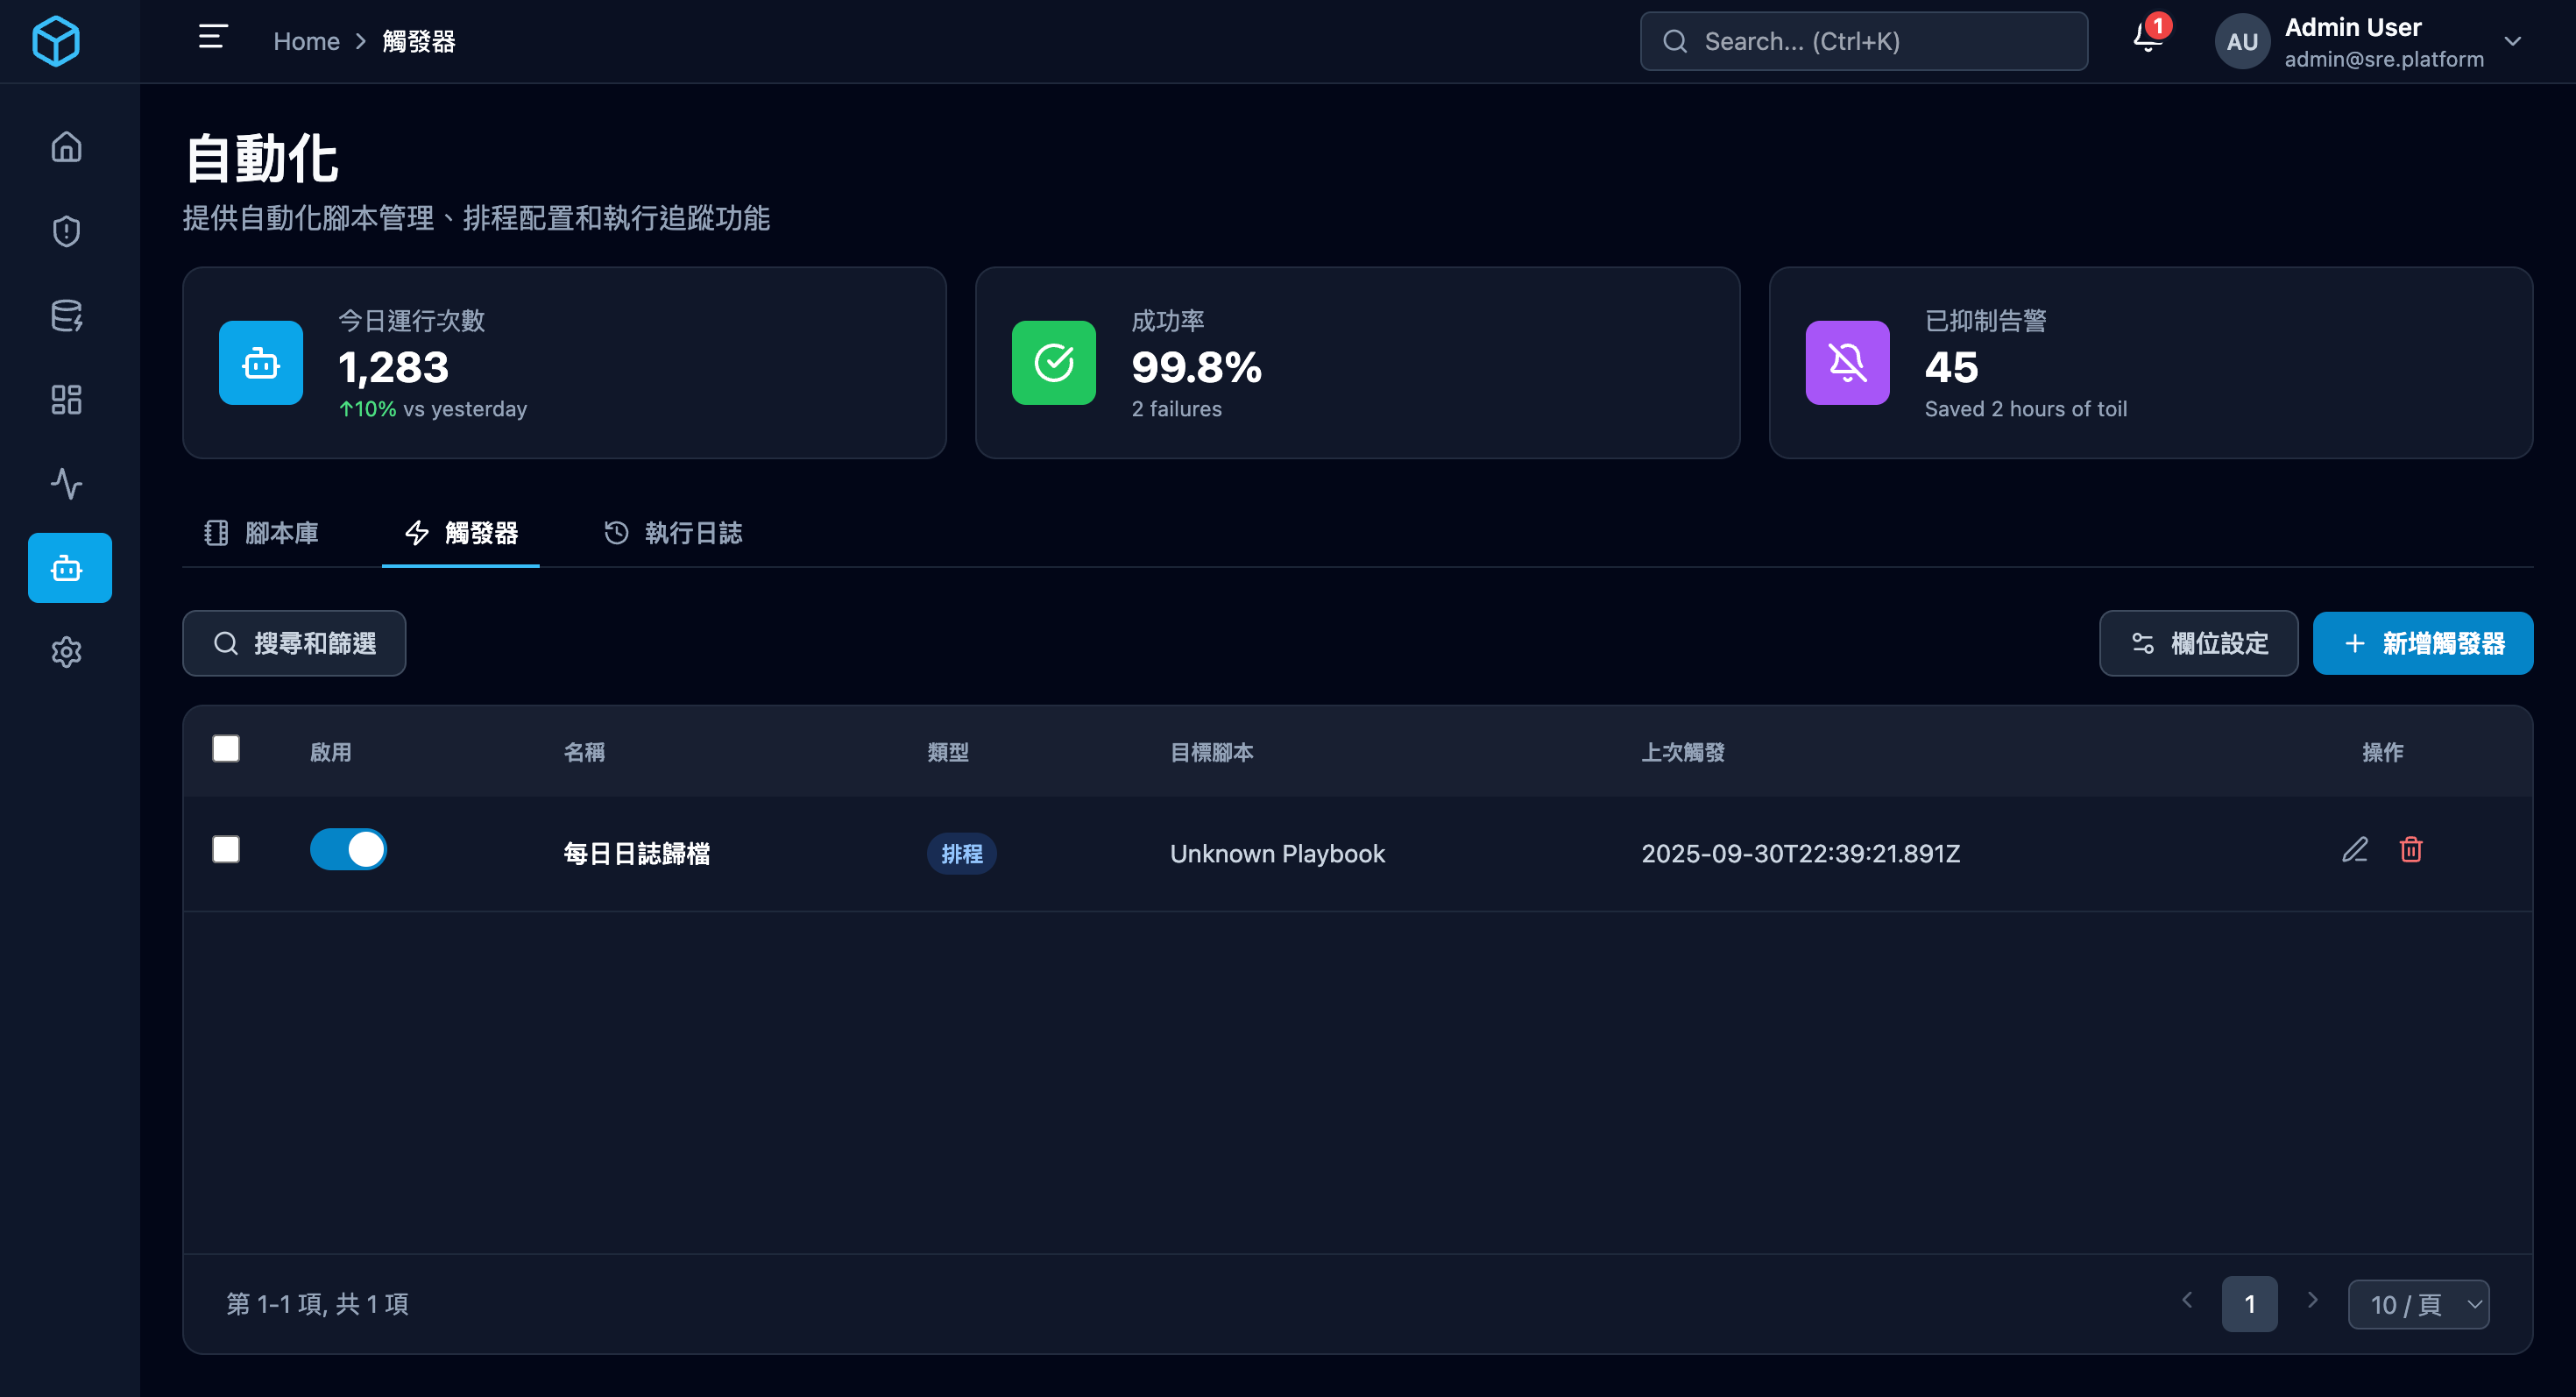 Home > 觸發器
Search... (Ctrl+K)
1
AU
Admin User
admin@sre.platform
自動化
提供自動化腳本管理、排程配置和執行追蹤功能
今日運行次數
1,283
↑10% vs yesterday
成功率
99.8%
2 failures
已抑制告警
45
Saved 2 hours of toil
腳本庫
觸發器
執行日誌
搜尋和篩選
欄位設定
+ 新增觸發器
啟用 名稱 類型 目標腳本 上次觸發 操作
每日日誌歸檔 排程 Unknown Playbook 2025-09-30T22:39:21.891Z
第 1-1 項, 共 1 項
1
10 / 頁